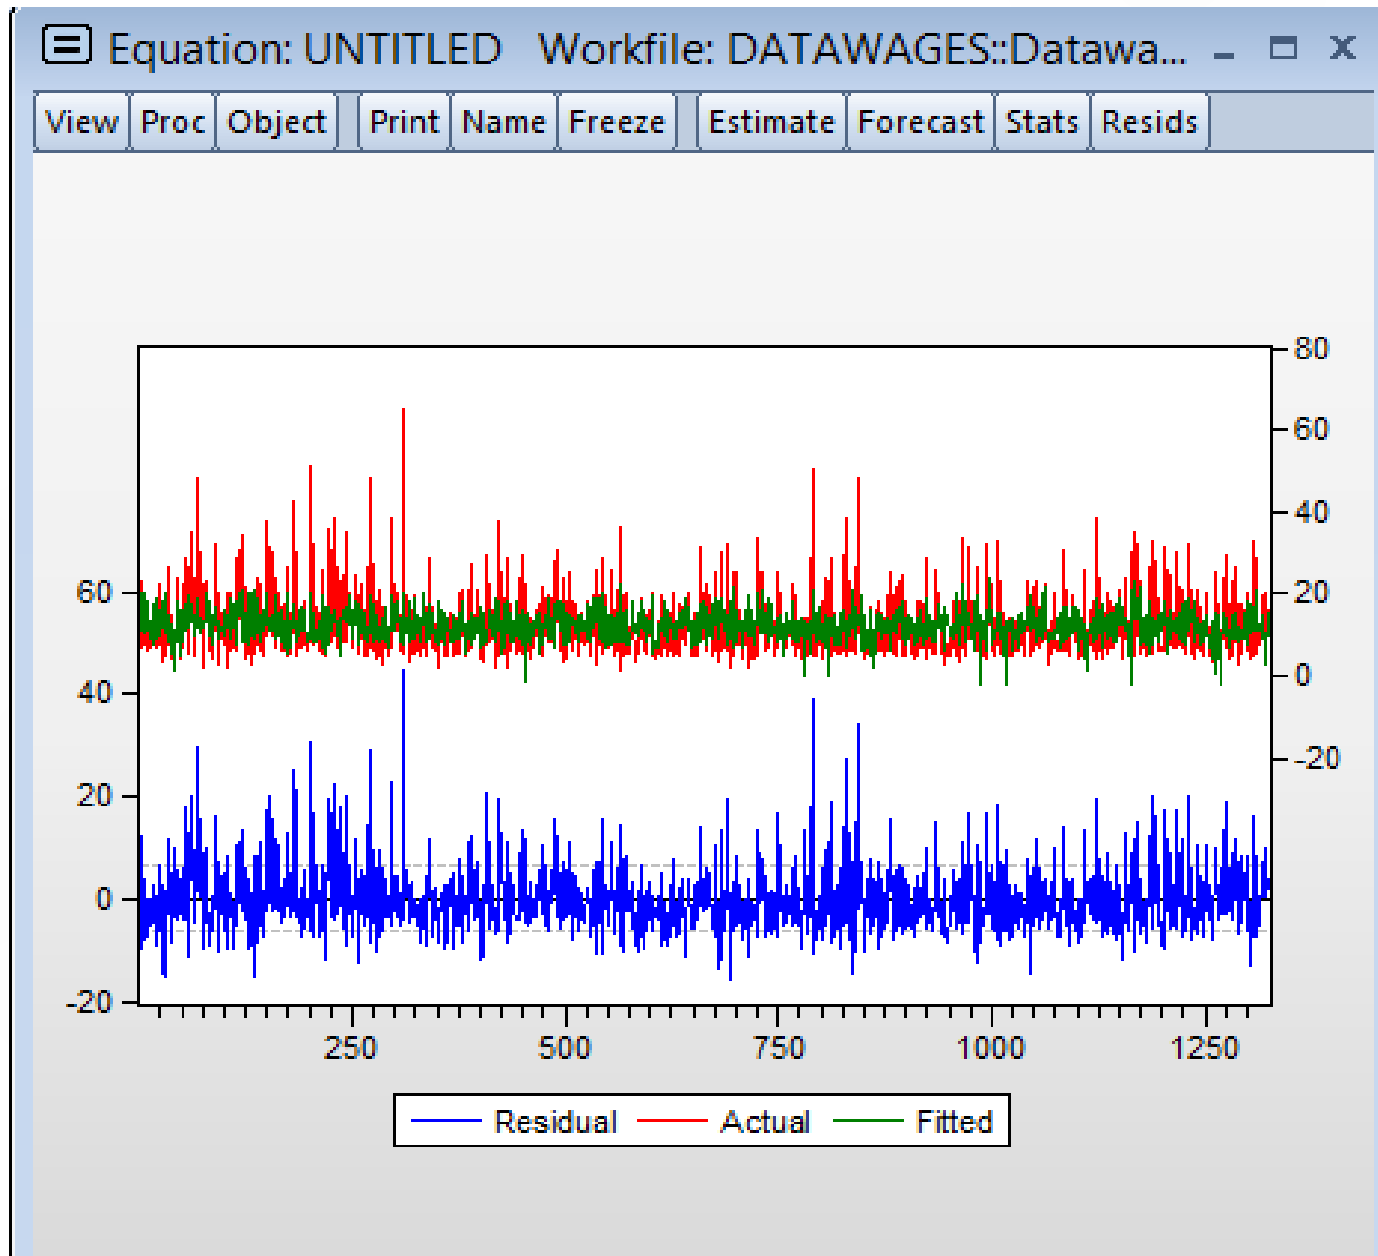 Equation: UNTITLED Workfile: DATAWAGES::Datawa...
View Proc Object Print Name Freeze Estimate Forecast Stats Resids
80
60
40
60 20
40 0
20 -20
0
-20
250 500 750 1000 1250
Residual Actual Fitted